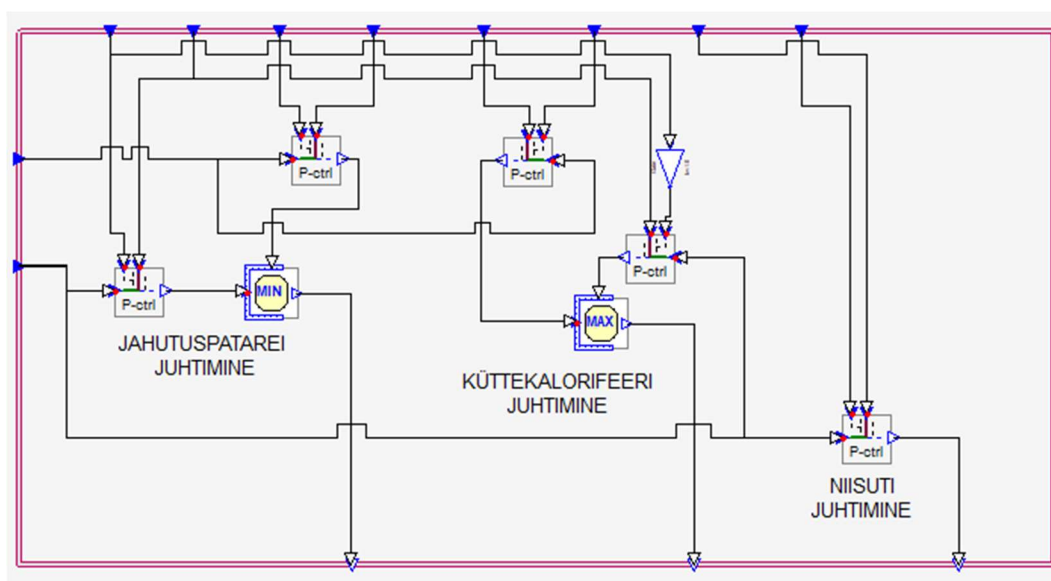 P-ctrl
P-ctrl
P-ctrl
P-ctrl
MIN
MAX
JAHUTUSPATAREI
JUHTIMINE
KÜTTEKALORIFEERI
JUHTIMINE
P-ctrl
NIISUTI
JUHTIMINE